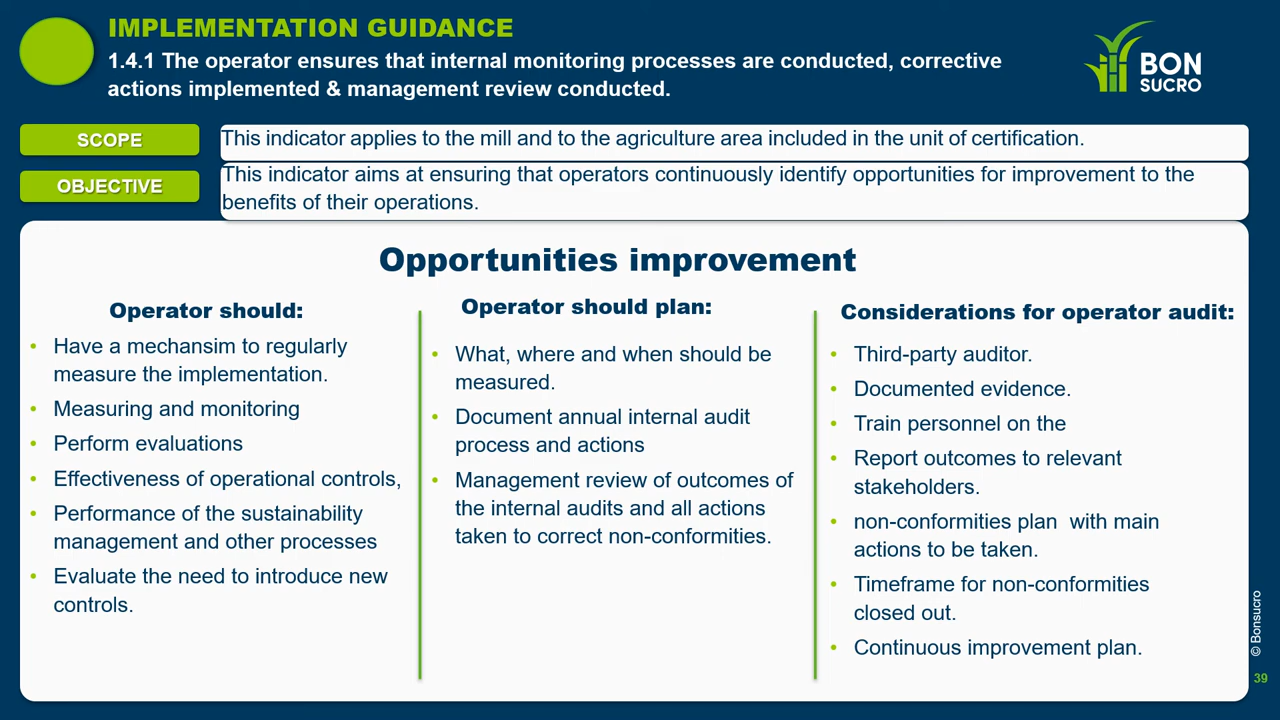 IMPLEMENTATION GUIDANCE
1.4.1 The operator ensures that internal monitoring processes are conducted, corrective
actions implemented & management review conducted.
BON
SUCRO
SCOPE
This indicator applies to the mill and to the agriculture area included in the unit of certification.
OBJECTIVE
This indicator aims at ensuring that operators continuously identify opportunities for improvement to the
benefits of their operations.
Opportunities improvement
Operator should:
• Have a mechansim to regularly
measure the implementation.
• Measuring and monitoring
• Perform evaluations
• Effectiveness of operational controls,
• Performance of the sustainability
management and other processes
• Evaluate the need to introduce new
controls.
Operator should plan:
• What, where and when should be
measured.
• Document annual internal audit
process and actions
• Management review of outcomes of
the internal audits and all actions
taken to correct non-conformities.
Considerations for operator audit:
• Third-party auditor.
• Documented evidence.
• Train personnel on the
• Report outcomes to relevant
stakeholders.
• non-conformities plan  with main
actions to be taken.
• Timeframe for non-conformities
closed out.
• Continuous improvement plan.
© Bonsucro
39